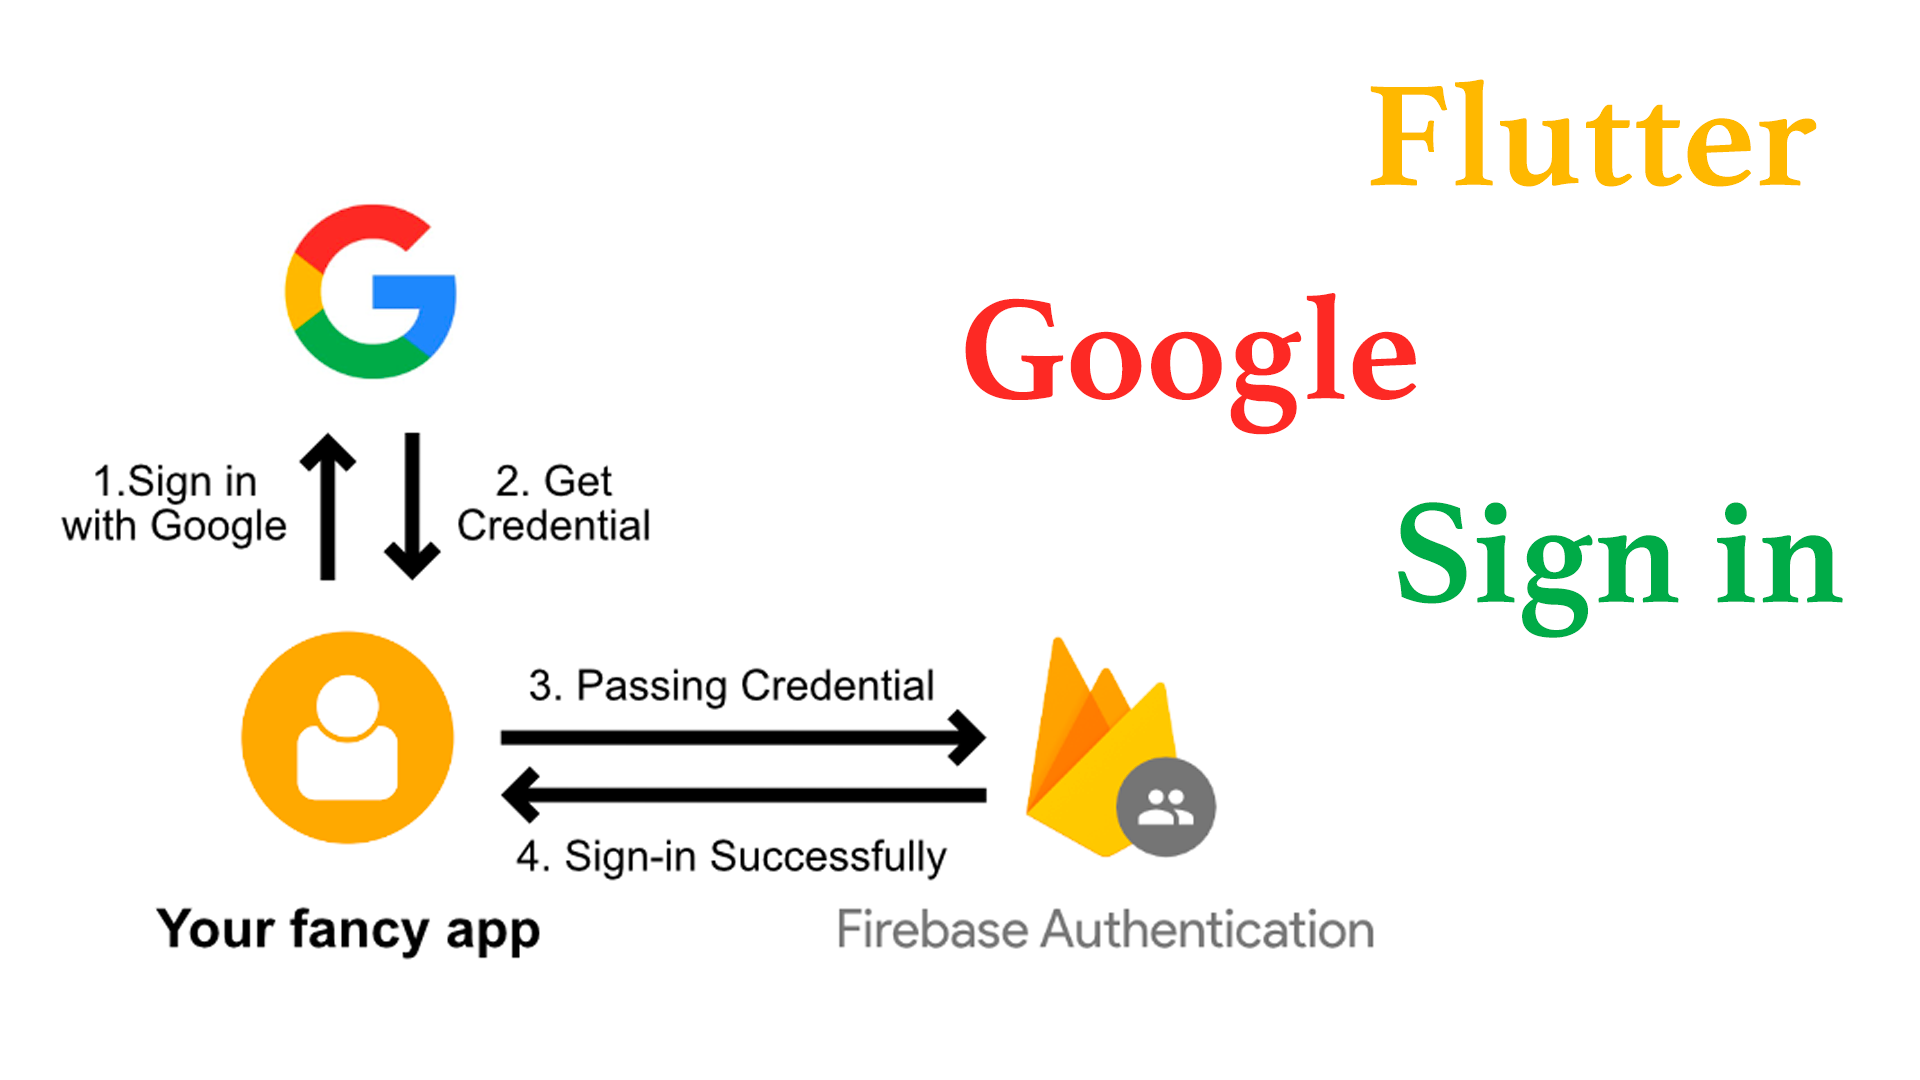 Flutter
Google
Sign in
1.Sign in
with Google
2. Get
Credential
3. Passing Credential
4. Sign-in Successfully
Your fancy app
Firebase Authentication